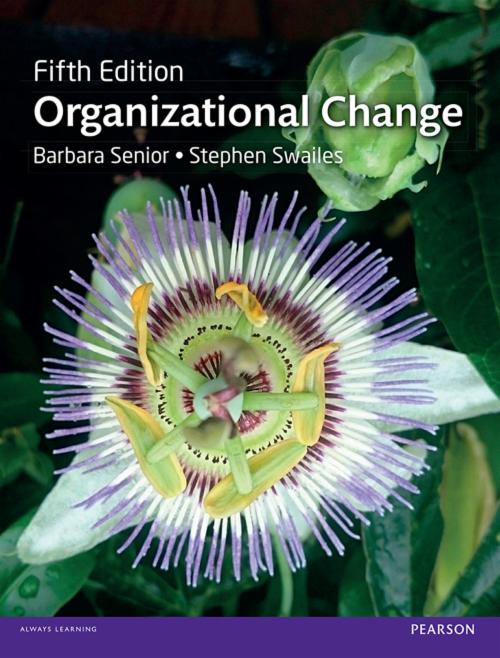 Fifth Edition
Organizational Change
Barbara Senior • Stephen Swailes
ALWAYS LEARNING
PEARSON